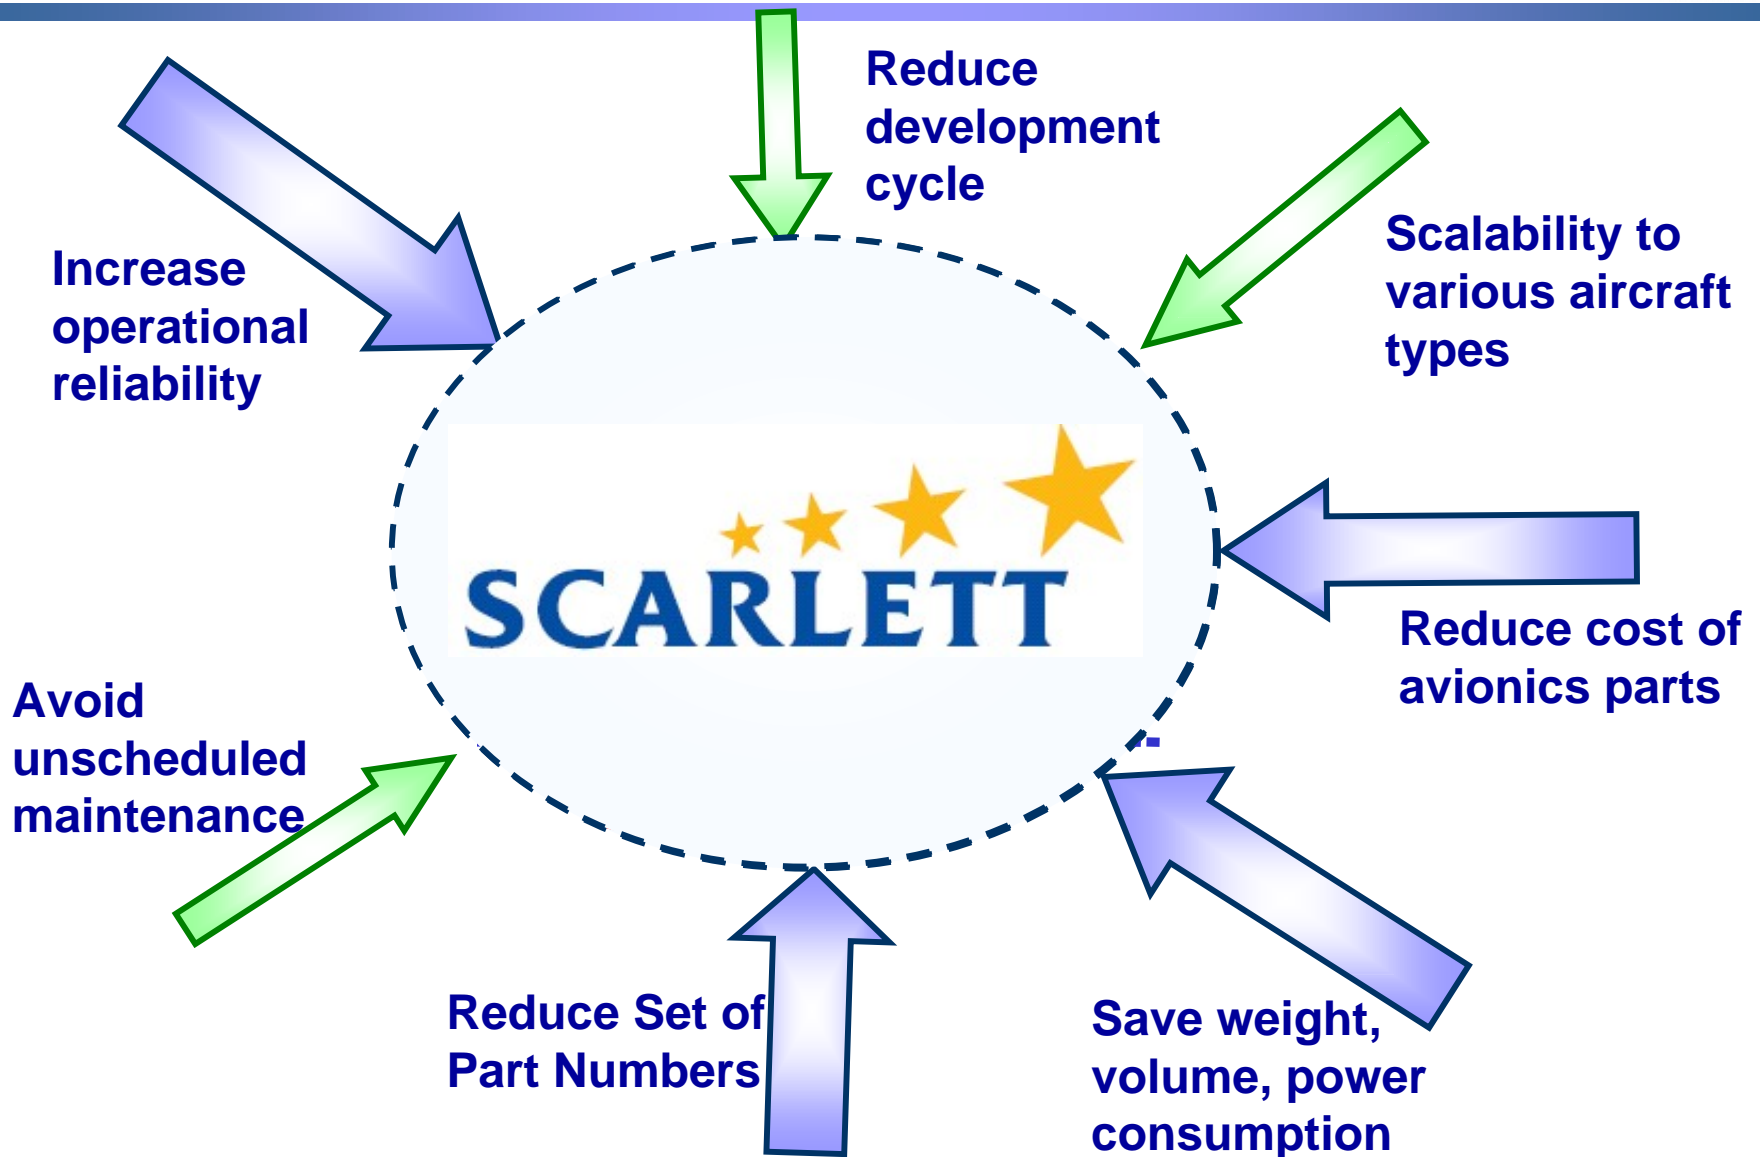 Reduce
development
cycle
Scalability to
various aircraft
types
Increase
operational
reliability
SCARLETT
Reduce cost of
avionics parts
Avoid
unscheduled
maintenance
Reduce Set of
Part Numbers
Save weight,
volume, power
consumption